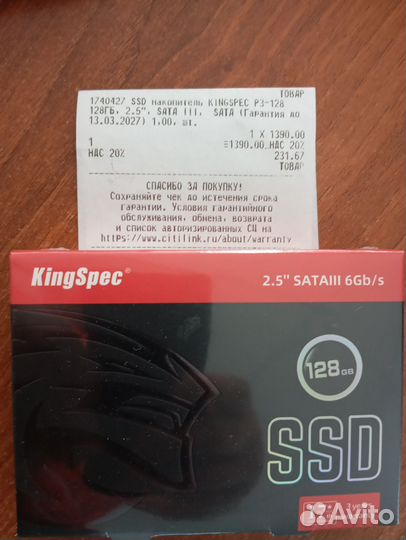 ТОВАР
1740427 SSD накопитель KINGSPEC P3-128
128ГБ, 2.5", SATA III, SATA (Гарантия до
13.03.2027) 1,00, шт.
1 X 1390.00
1 ≡1390.00_НДС 20%
НДС 20% 231.67
ТОВАР
СПАСИБО ЗА ПОКУПКУ!
Сохраняйте чек до истечения срока
гарантии. Условия гарантийного
обслуживания, обмена, возврата
и список авторизованных СЦ на
https://www.citilink.ru/about/warranty
KingSpec®
2.5" SATAIII 6Gb/s
128GB
SSD
3 years
Avito